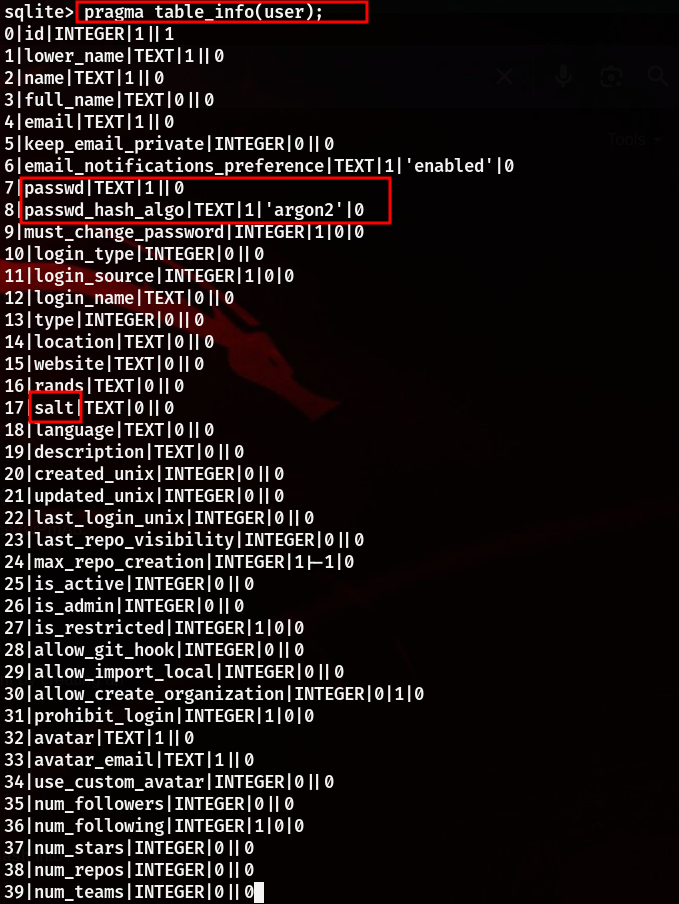 Tools
sqlite> pragma table_info(user);
0|id|INTEGER|1||1
1|lower_name|TEXT|1||0
2|name|TEXT|1||0
3|full_name|TEXT|0||0
4|email|TEXT|1||0
5|keep_email_private|INTEGER|0||0
6|email_notifications_preference|TEXT|1|'enabled'|0
7|passwd|TEXT|1||0
8|passwd_hash_algo|TEXT|1|'argon2'|0
9|must_change_password|INTEGER|1|0|0
10|login_type|INTEGER|0||0
11|login_source|INTEGER|1|0|0
12|login_name|TEXT|0||0
13|type|INTEGER|0||0
14|location|TEXT|0||0
15|website|TEXT|0||0
16|rands|TEXT|0||0
17|salt|TEXT|0||0
18|language|TEXT|0||0
19|description|TEXT|0||0
20|created_unix|INTEGER|0||0
21|updated_unix|INTEGER|0||0
22|last_login_unix|INTEGER|0||0
23|last_repo_visibility|INTEGER|0||0
24|max_repo_creation|INTEGER|1|-1|0
25|is_active|INTEGER|0||0
26|is_admin|INTEGER|0||0
27|is_restricted|INTEGER|1|0|0
28|allow_git_hook|INTEGER|0||0
29|allow_import_local|INTEGER|0||0
30|allow_create_organization|INTEGER|0|1|0
31|prohibit_login|INTEGER|1|0|0
32|avatar|TEXT|1||0
33|avatar_email|TEXT|1||0
34|use_custom_avatar|INTEGER|0||0
35|num_followers|INTEGER|0||0
36|num_following|INTEGER|1|0|0
37|num_stars|INTEGER|0||0
38|num_repos|INTEGER|0||0
39|num_teams|INTEGER|0||0